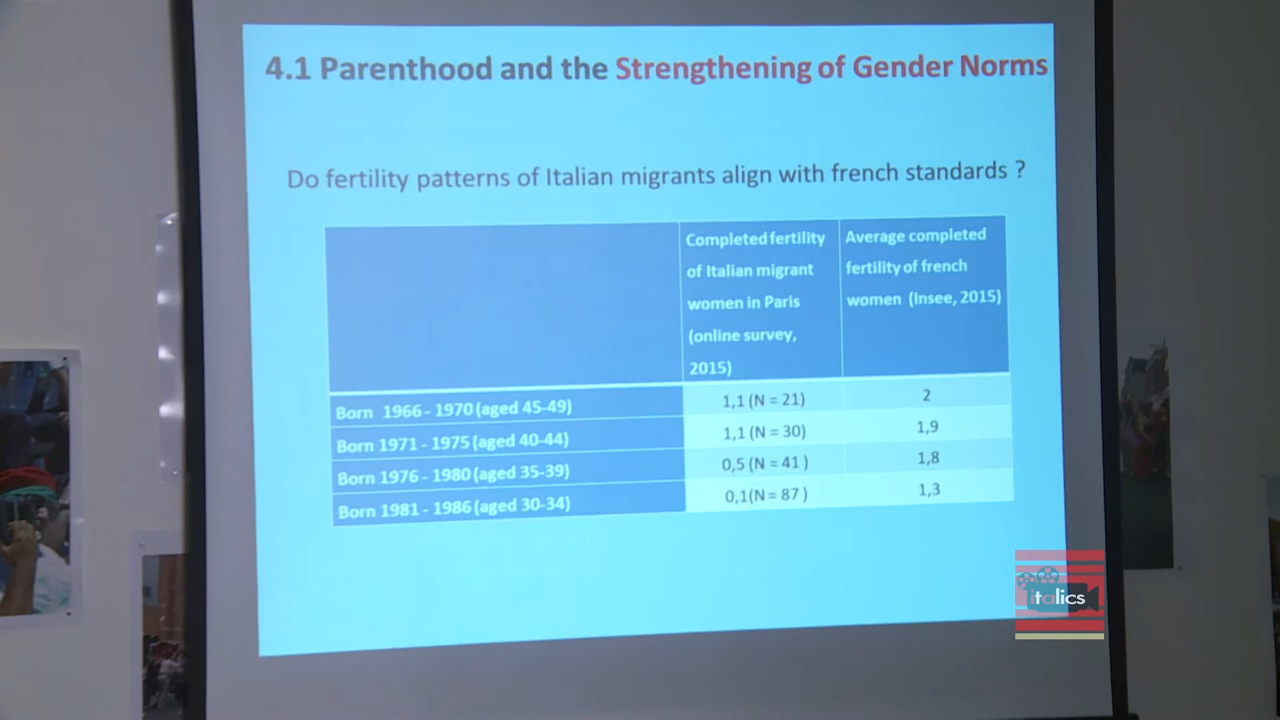 4.1 Parenthood and the Strengthening of Gender Norms
Do fertility patterns of Italian migrants align with french standards ?
Completed fertility
of Italian migrant
women in Paris
(online survey,
2015)
Average completed
fertility of french
women (Insee, 2015)
Born 1966 - 1970 (aged 45-49)
1,1 (N = 21)
2
Born 1971 - 1975 (aged 40-44)
1,1 (N = 30)
1,9
Born 1976 - 1980 (aged 35-39)
0,5 (N = 41 )
1,8
Born 1981 - 1986 (aged 30-34)
0,1(N = 87 )
1,3
italics